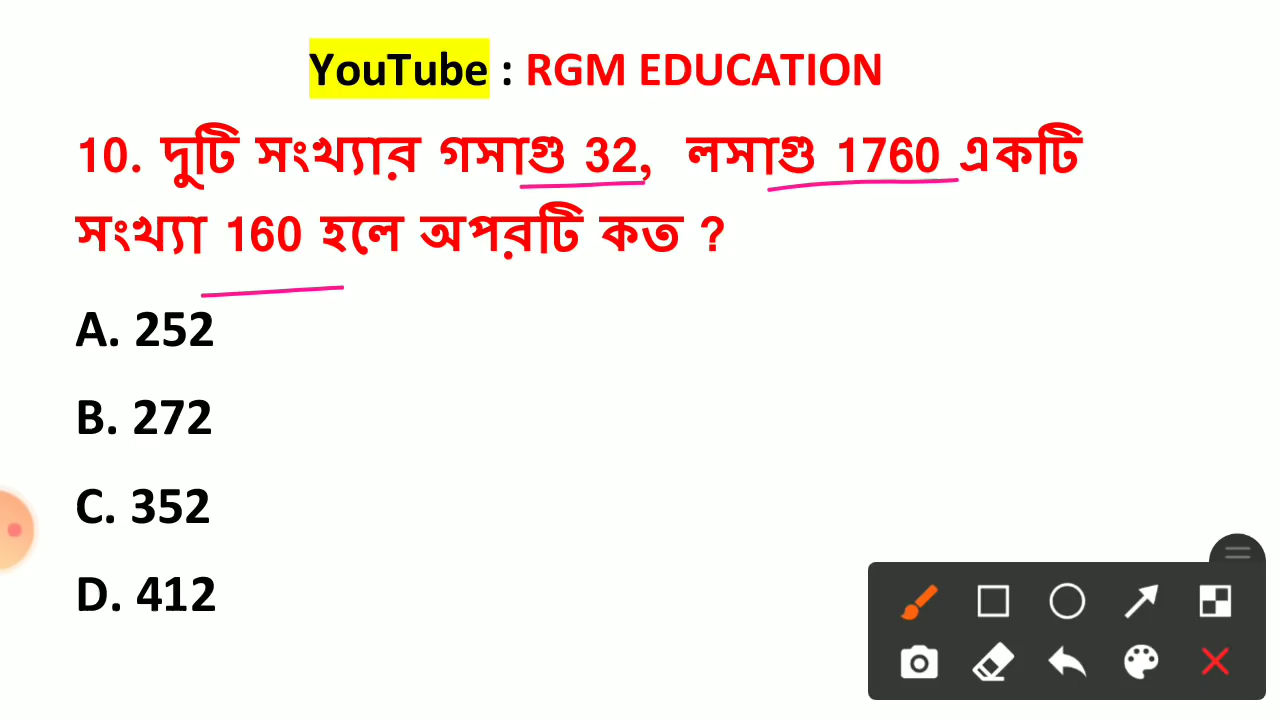 YouTube : RGM EDUCATION
10. দুটি সংখ্যার গসাগু 32, লসাগু 1760 একটি
সংখ্যা 160 হলে অপরটি কত ?
A. 252
B. 272
C. 352
D. 412